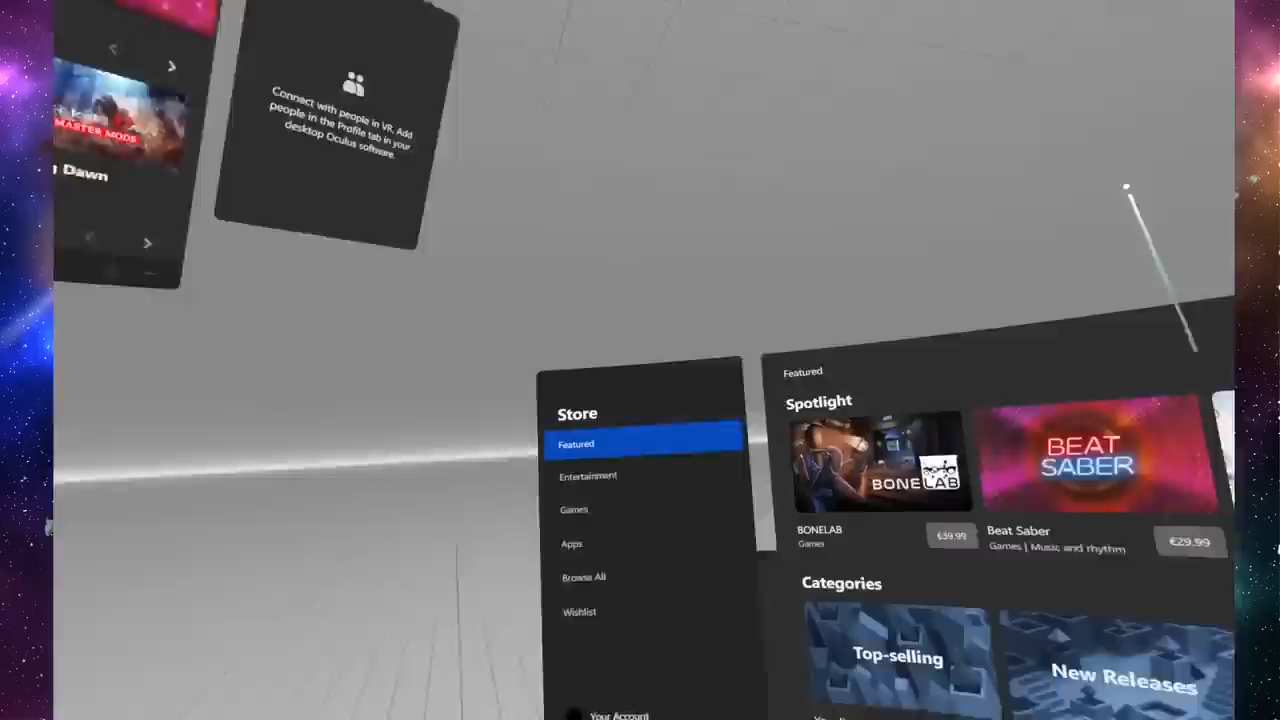 MASTER MODS
Dawn
Connect with people in VR. Add
people in the Profile tab in your
desktop Oculus software.
Store
Featured
Entertainment
Games
Apps
Browse All
Wishlist
Your Account
Featured
Spotlight
BONELAB
BEAT
SABER
BONELAB
Games
€39.99
Beat Saber
Games | Music and rhythm
€29.99
Categories
Top-selling
New Releases